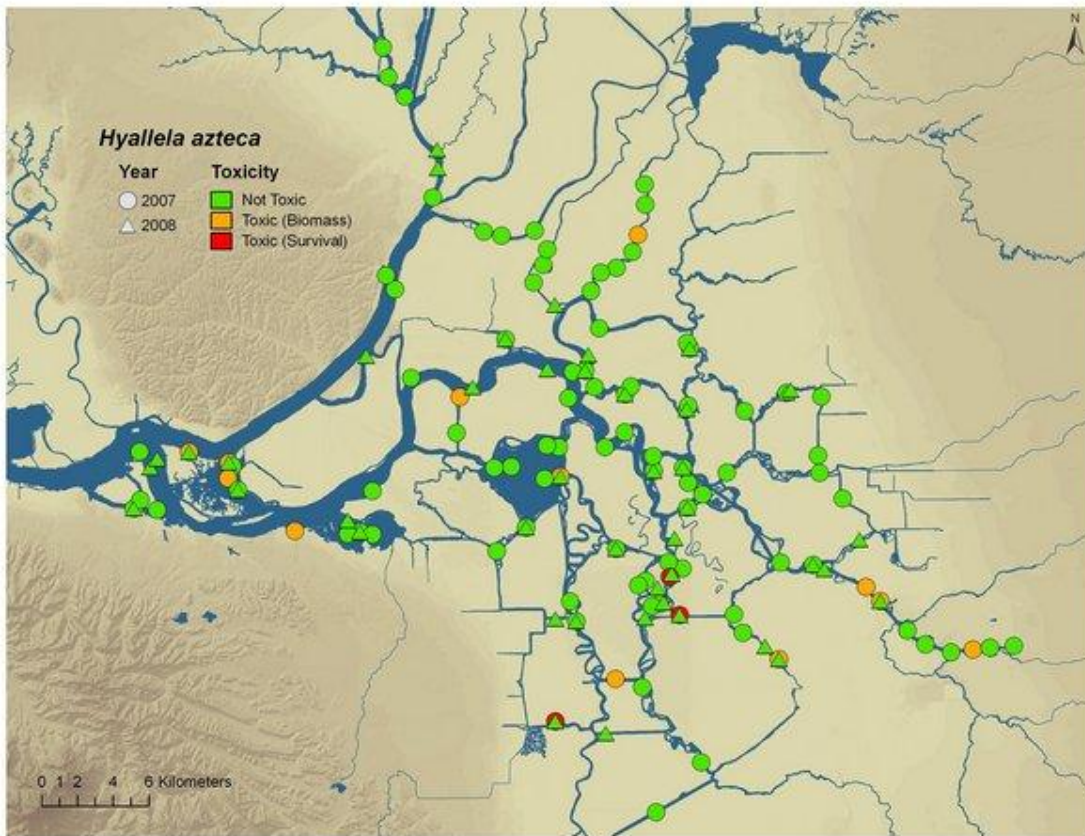 N
Hyallela azteca
Year Toxicity
2007 Not Toxic
2008 Toxic (Biomass)
Toxic (Survival)
0 1 2 4 6 Kilometers